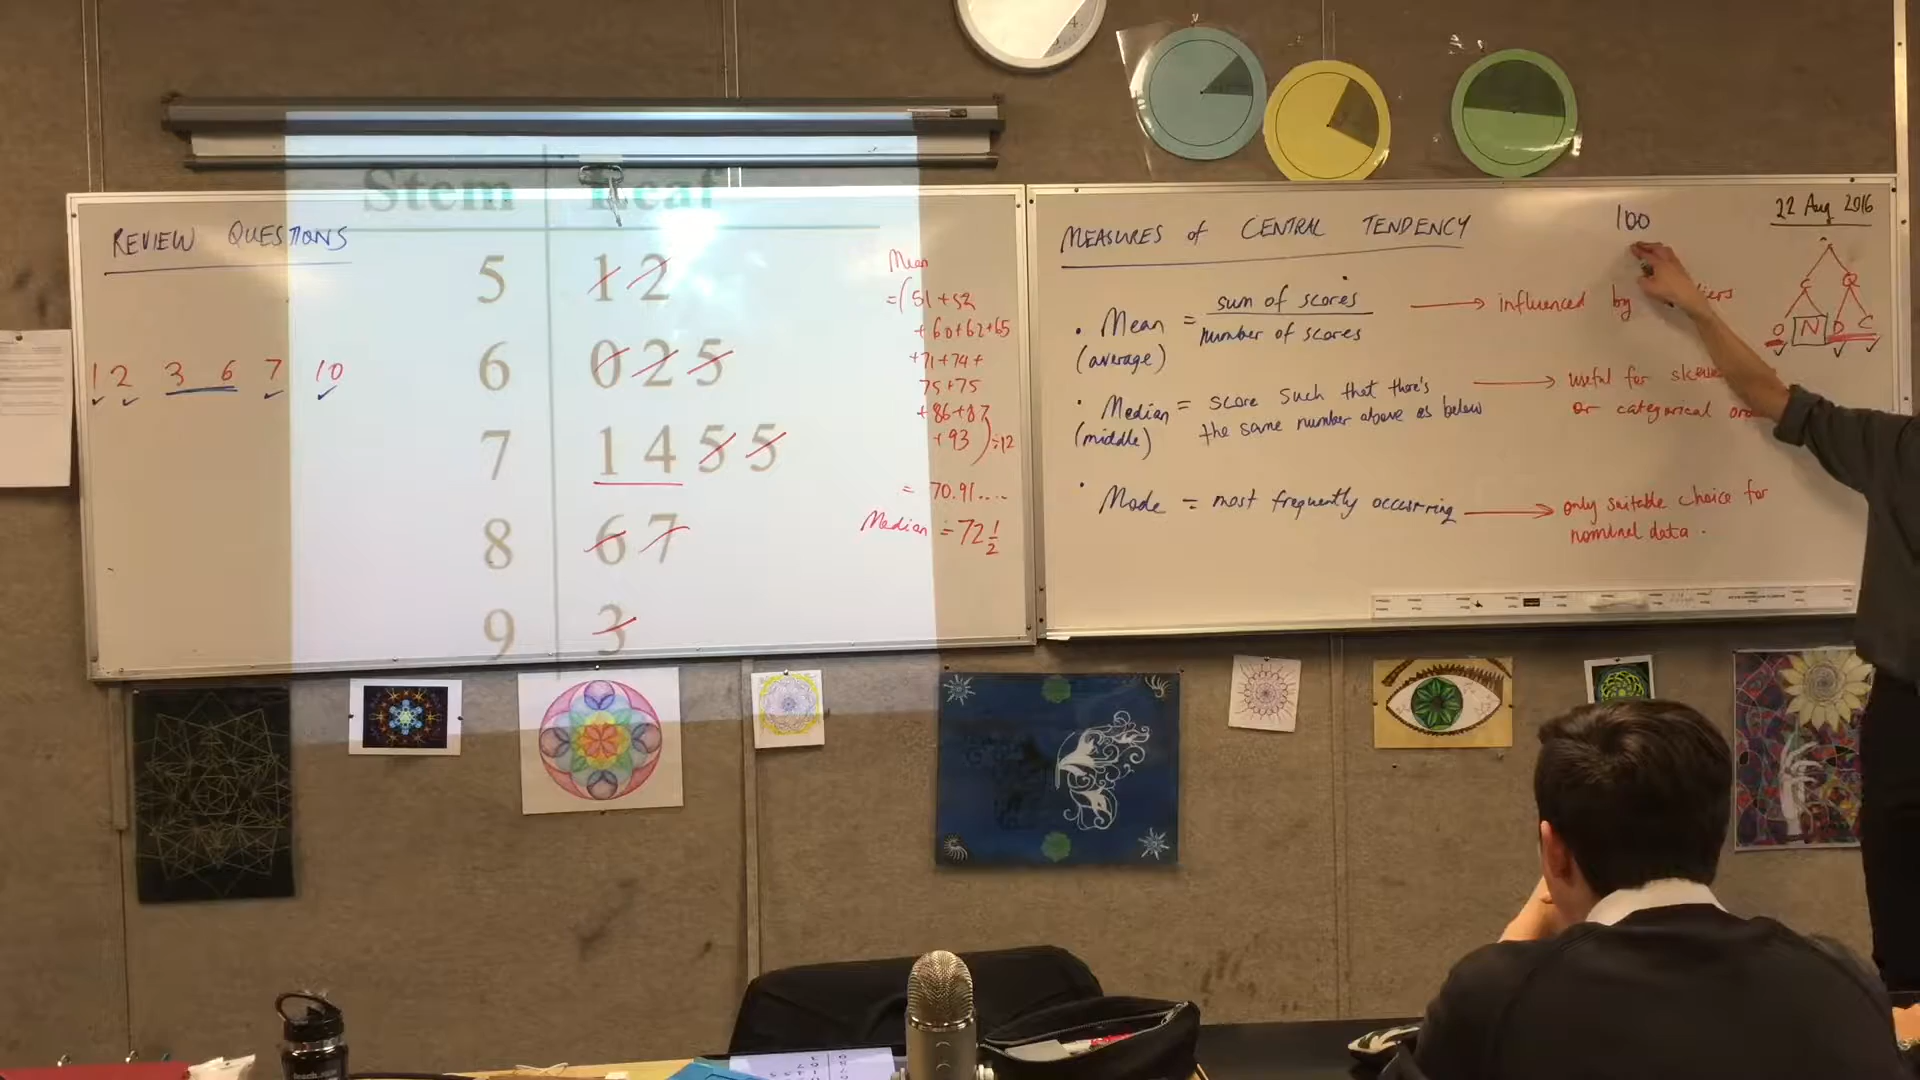 REVIEW QUESTIONS
1 2 3 6 7 10
Stem Leaf
5 1 2
6 0 2 5
7 1 4 5 5
8 6 7
9 3
Mean
= (51 + 52
+ 60 + 62 + 65
+ 71 + 74 +
75 + 75
+ 86 + 87
+ 93) ÷ 12
= 70.91....
Median = 72 1/2
MEASURES of CENTRAL TENDENCY
100
22 Aug 2016
• Mean = sum of scores / number of scores → influenced by
(average)
• Median = score such that there's → useful for
(middle) the same number above as below or categorical
• Mode = most frequently occurring → only suitable choice for
nominal data.
C Q
O N D C